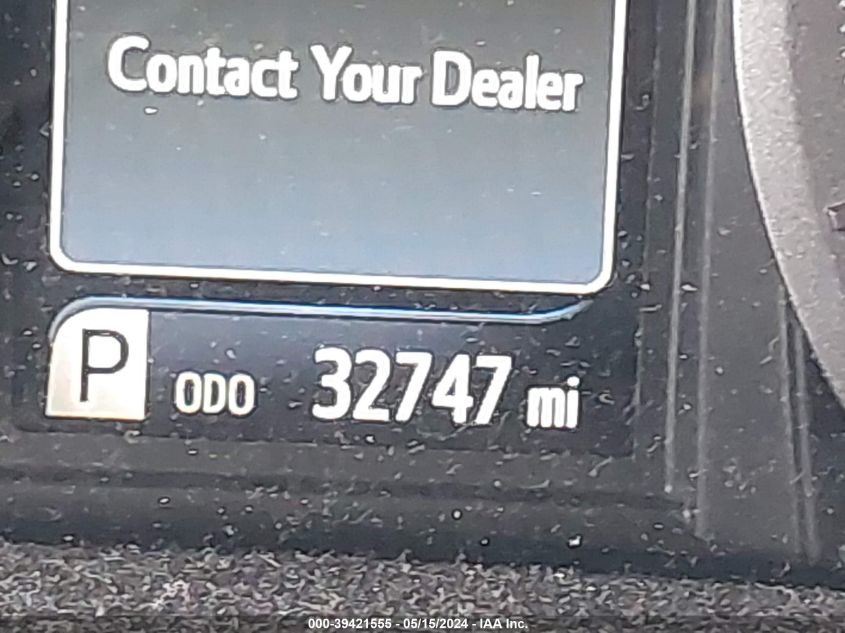 Contact Your Dealer
P ODO 32747 mi
000-39421555 - 05/15/2024 - IAA Inc.